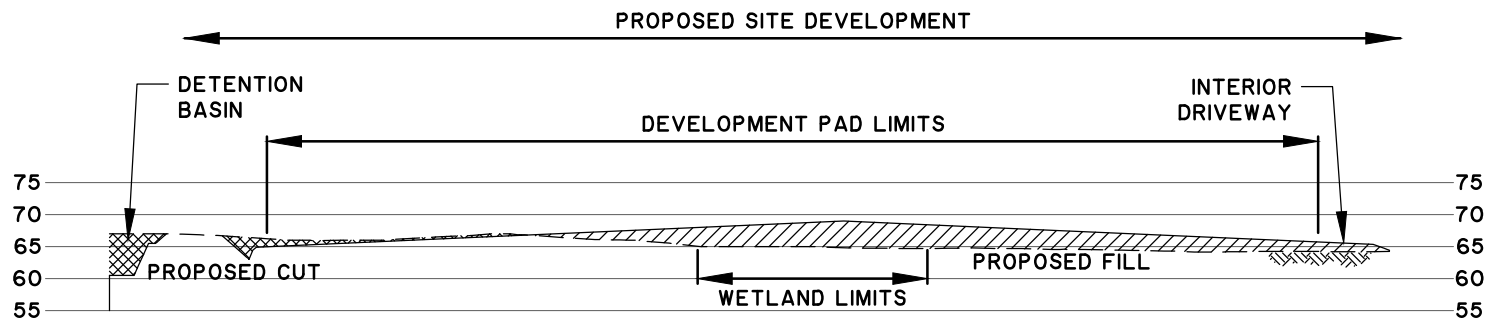 PROPOSED SITE DEVELOPMENT
DETENTION
BASIN
INTERIOR
DRIVEWAY
DEVELOPMENT PAD LIMITS
75 75
70 70
65 65
PROPOSED CUT
PROPOSED FILL
60 60
WETLAND LIMITS
55 55